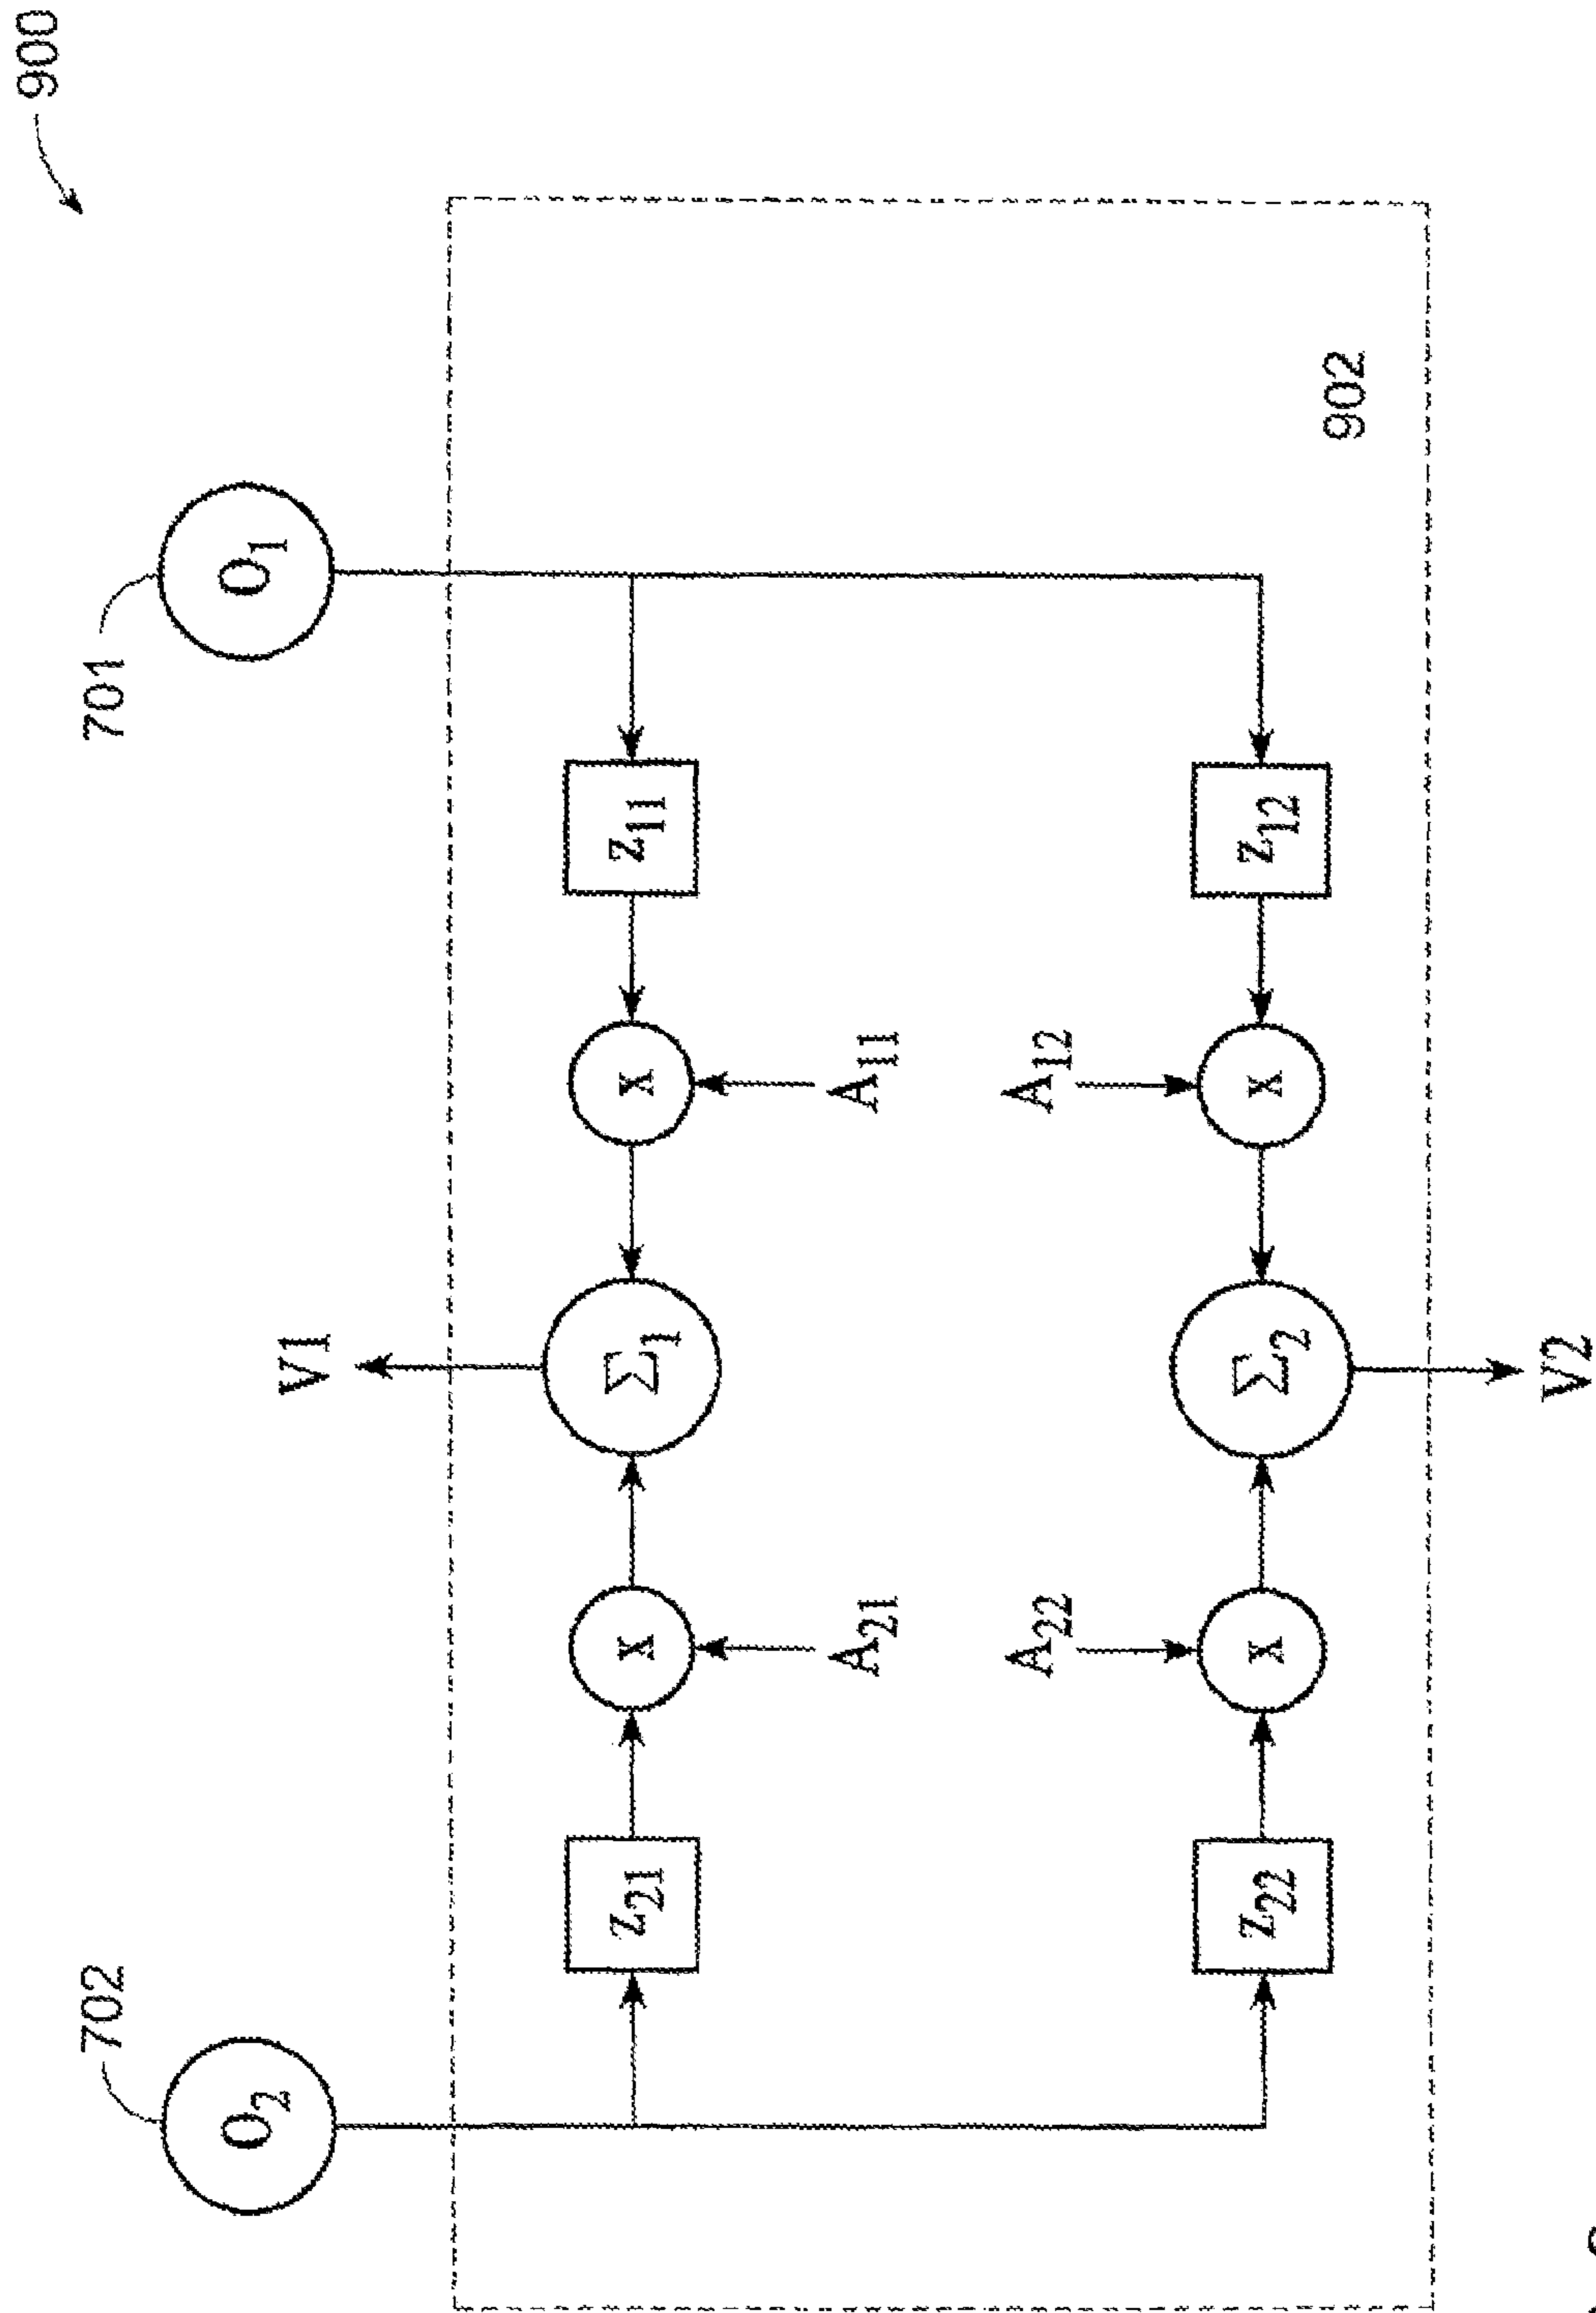 900
702
701
O₂
O₁
V1
z₂₁
x
Σ₁
x
z₁₁
A₂₁
A₁₁
A₂₂
A₁₂
z₂₂
x
Σ₂
x
z₁₂
902
V2